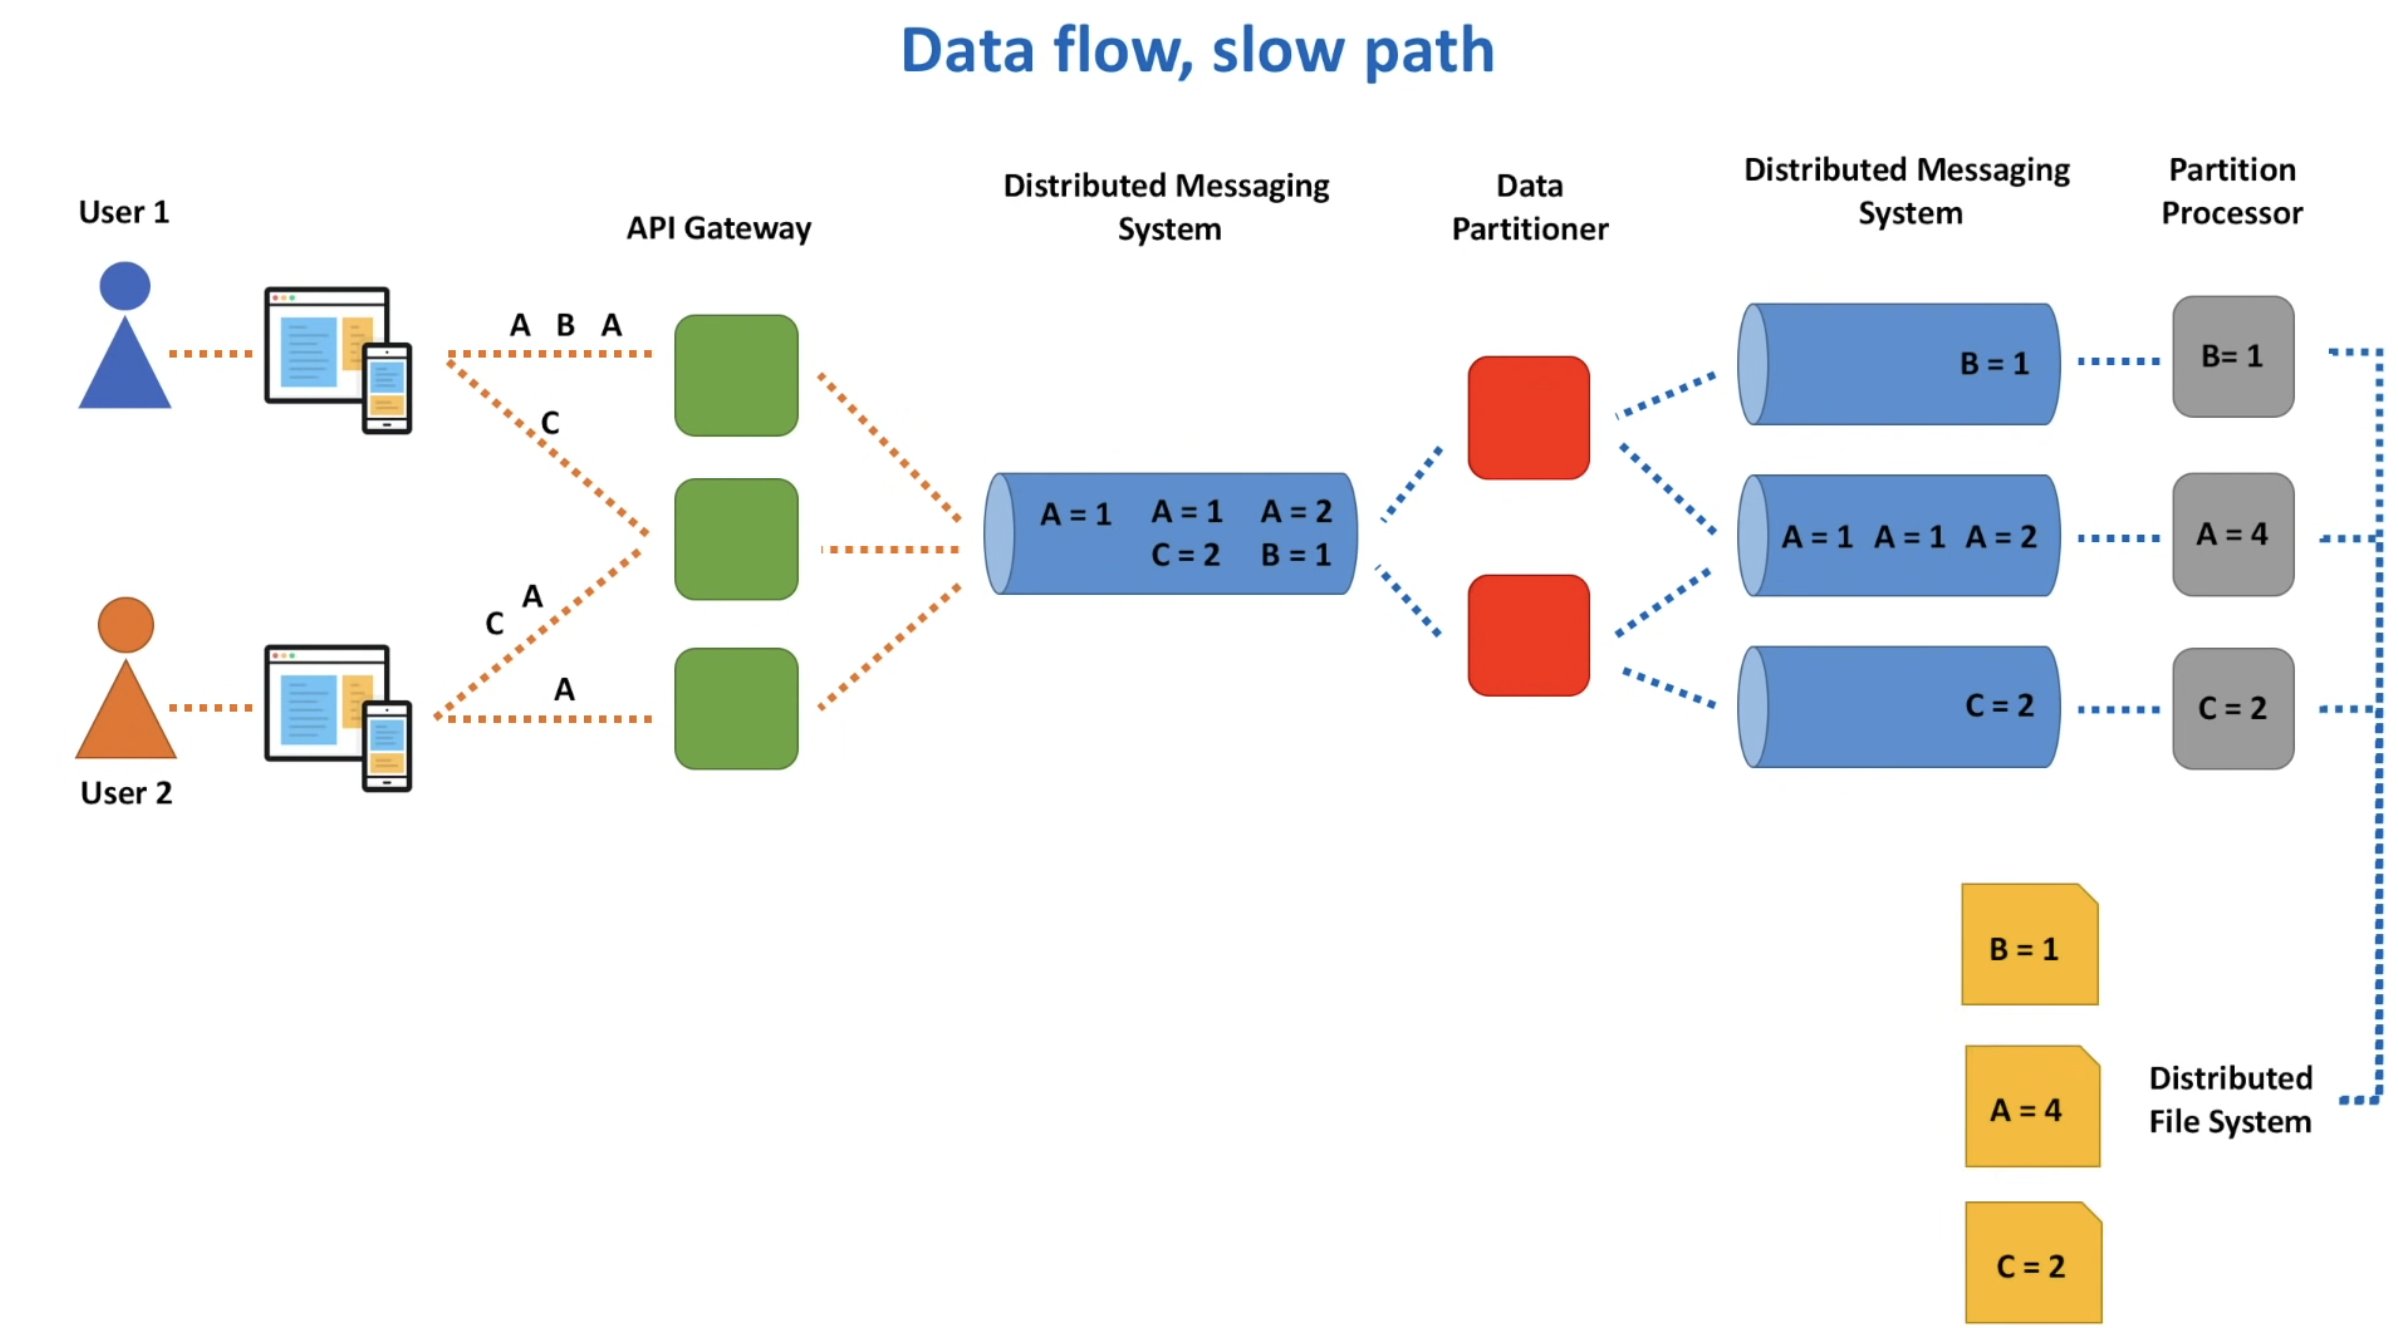 Data flow, slow path
User 1
API Gateway
Distributed Messaging
System
Data
Partitioner
Distributed Messaging
System
Partition
Processor
A B A
C
C A
A
User 2
A = 1 A = 1 A = 2
C = 2 B = 1
B = 1
A = 1 A = 1 A = 2
C = 2
B= 1
A = 4
C = 2
B = 1
A = 4
C = 2
Distributed
File System